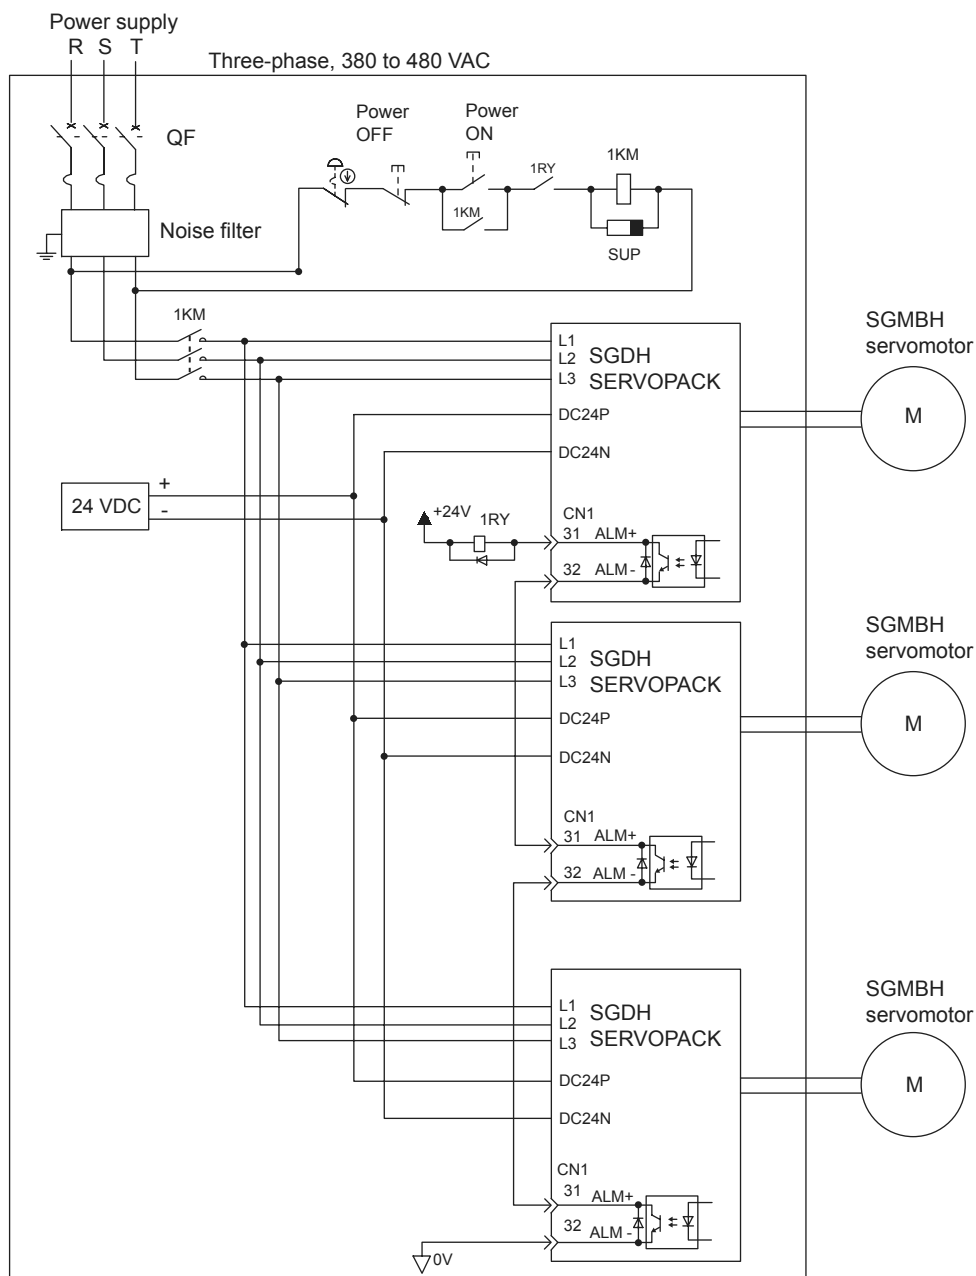 Power supply
R S T
Three-phase, 380 to 480 VAC
QF
Power
OFF
Power
ON
1RY
1KM
1KM
SUP
Noise filter
1KM
L1
L2
L3
SGDH
SERVOPACK
DC24P
DC24N
SGMBH
servomotor
M
24 VDC
+
-
+24V
1RY
CN1
31 ALM+
32 ALM -
L1
L2
L3
SGDH
SERVOPACK
DC24P
DC24N
SGMBH
servomotor
M
CN1
31 ALM+
32 ALM -
L1
L2
L3
SGDH
SERVOPACK
DC24P
DC24N
SGMBH
servomotor
M
CN1
31 ALM+
32 ALM -
0V